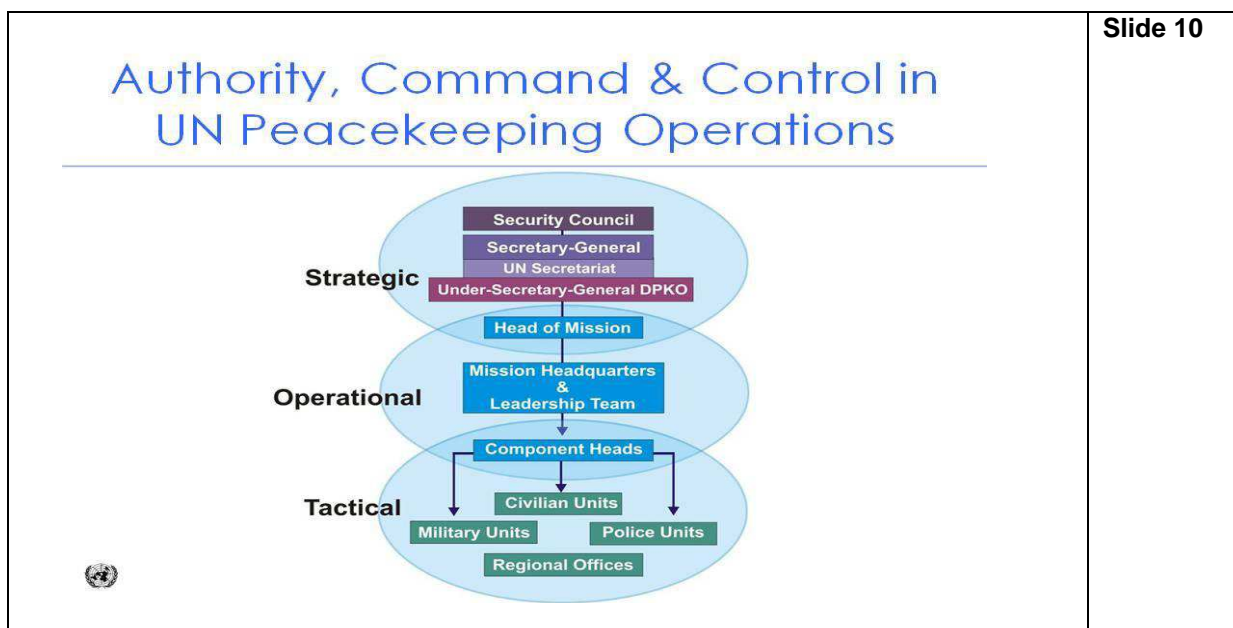 Slide 10
Authority, Command & Control in
UN Peacekeeping Operations
Security Council
Secretary-General
UN Secretariat
Strategic
Under-Secretary-General DPKO
Head of Mission
Mission Headquarters
&
Leadership Team
Operational
Component Heads
Tactical
Civilian Units
Military Units
Police Units
Regional Offices